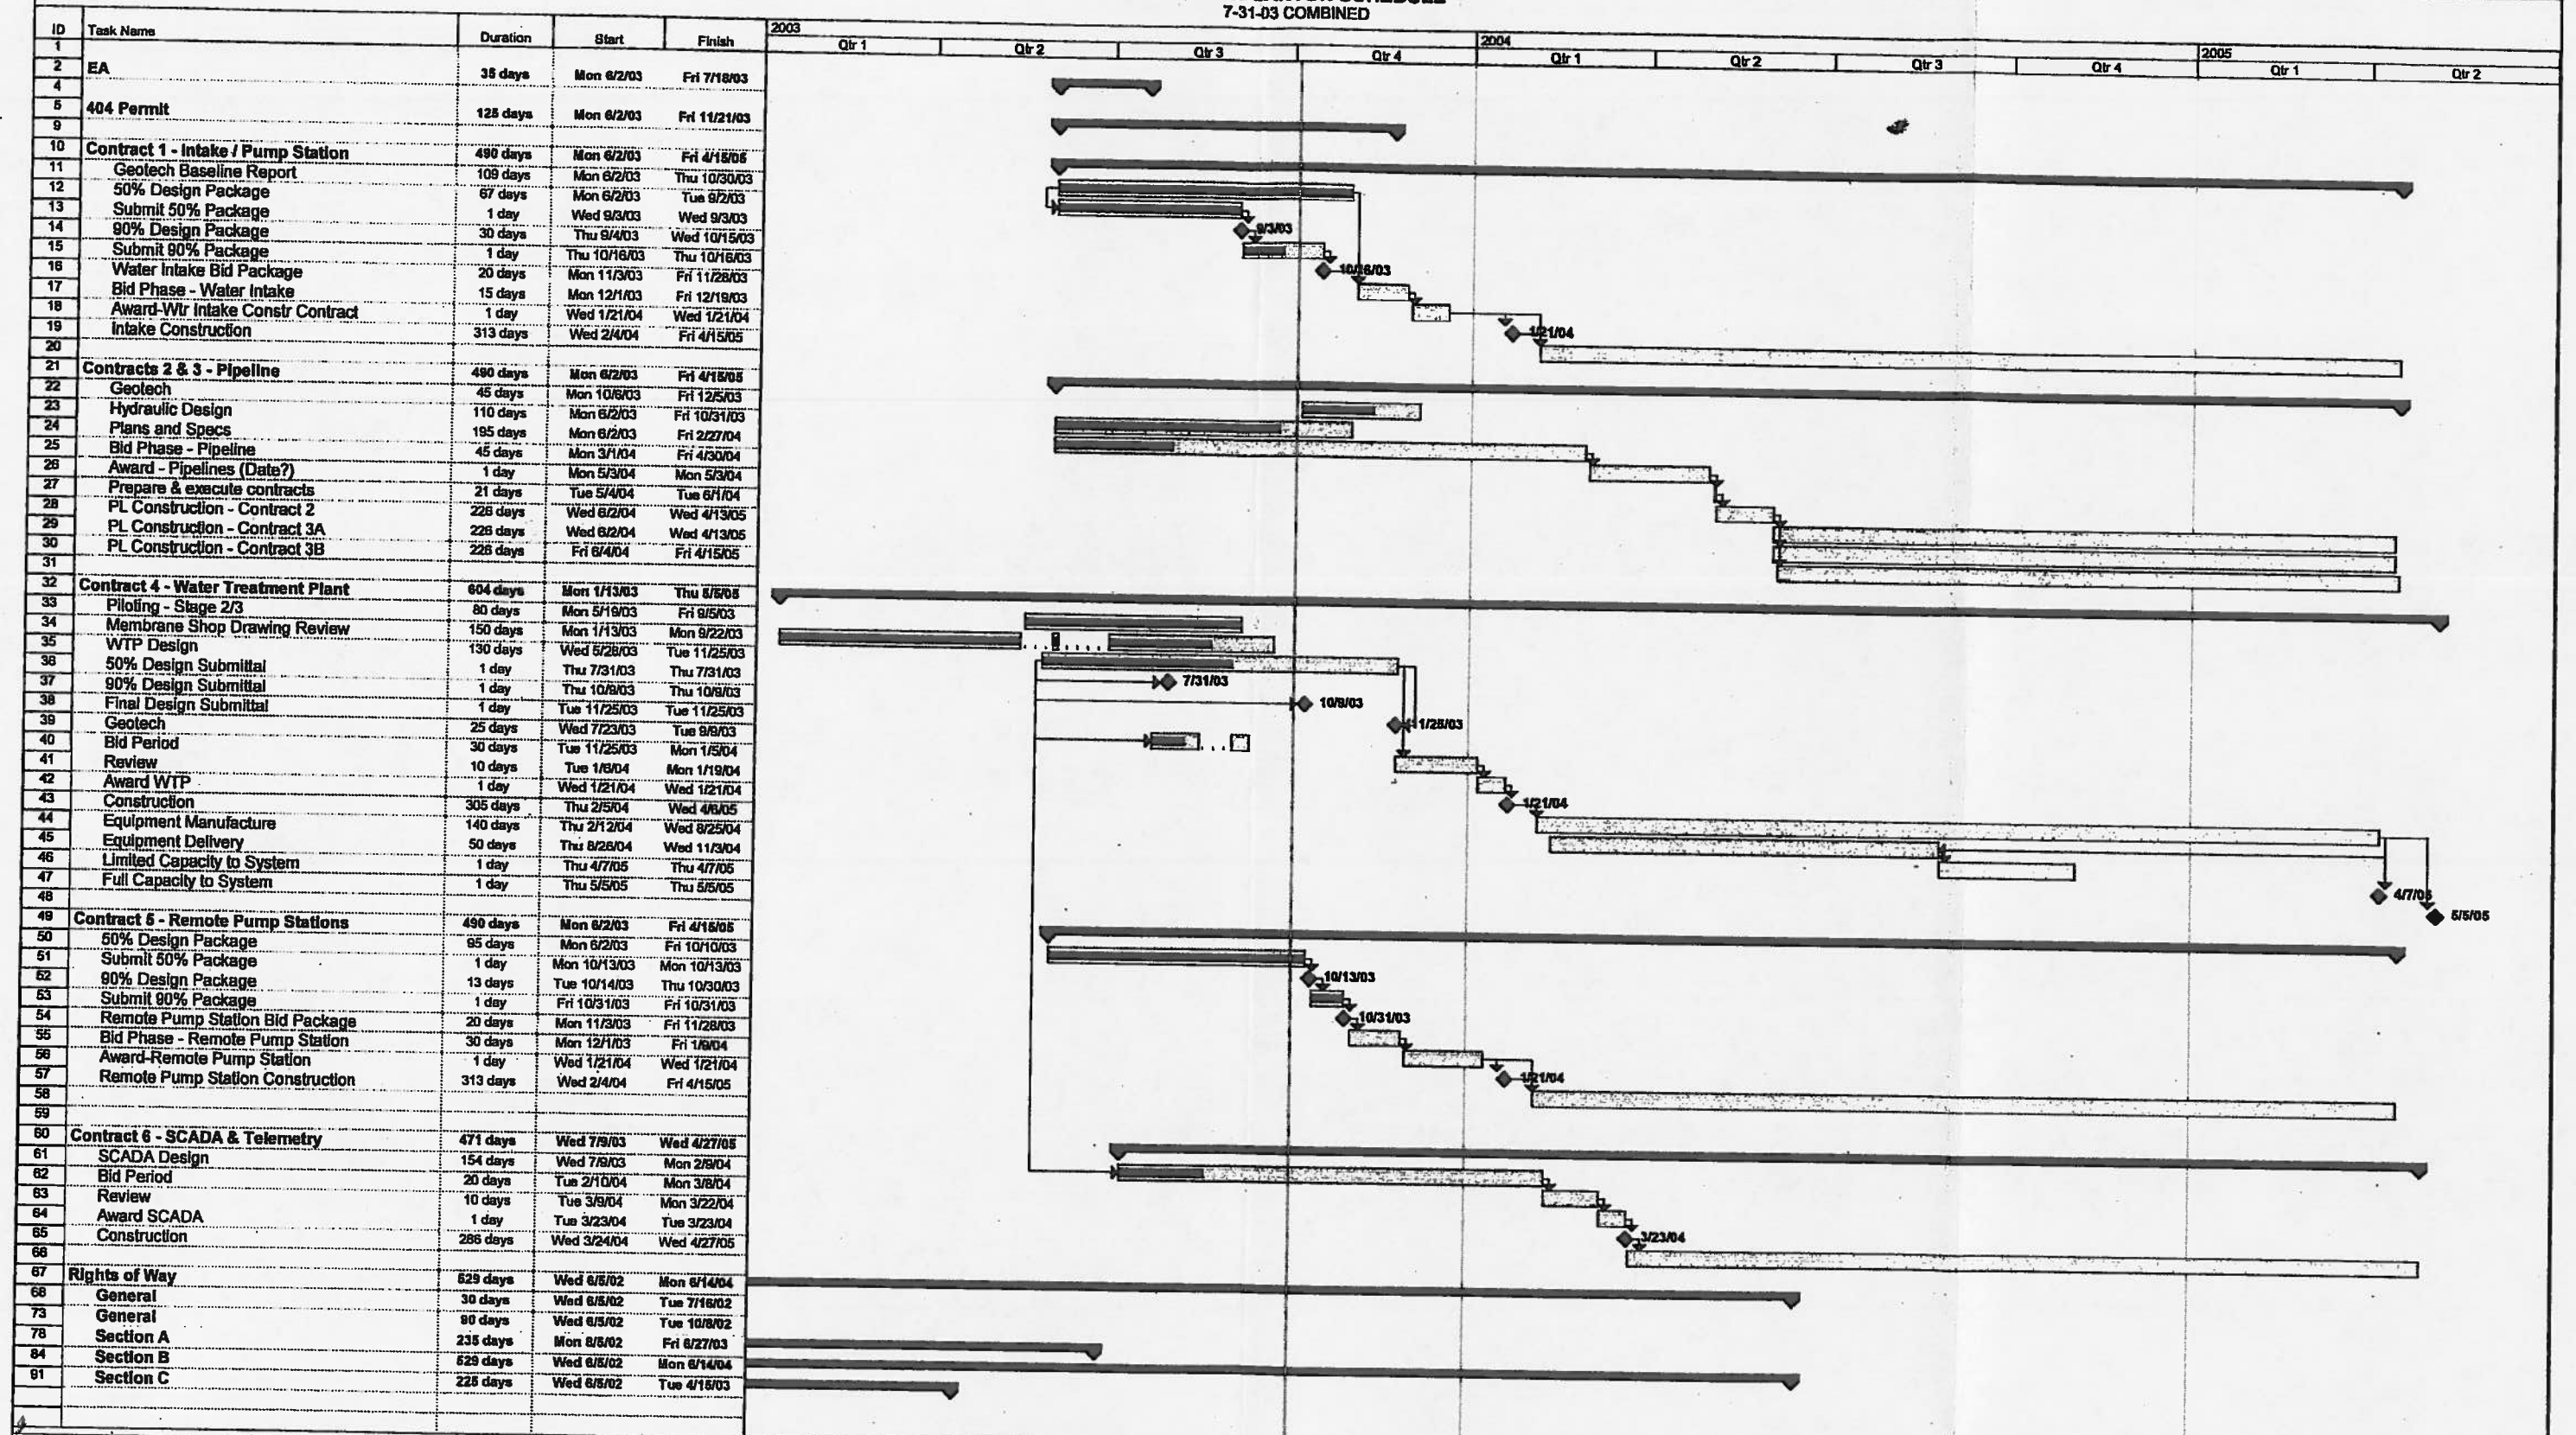 SCHEDULE
7-31-03 COMBINED
ID Task Name Duration Start Finish 2003 2004 2005
Qtr 1 Qtr 2 Qtr 3 Qtr 4 Qtr 1 Qtr 2 Qtr 3 Qtr 4 Qtr 1 Qtr 2
1
2 EA 35 days Mon 6/2/03 Fri 7/18/03
4
5 404 Permit 125 days Mon 6/2/03 Fri 11/21/03
9
10 Contract 1 - Intake / Pump Station 490 days Mon 6/2/03 Fri 4/15/05
11 Geotech Baseline Report 109 days Mon 6/2/03 Thu 10/30/03
12 50% Design Package 67 days Mon 6/2/03 Tue 9/2/03
13 Submit 50% Package 1 day Wed 9/3/03 Wed 9/3/03 9/3/03
14 90% Design Package 30 days Thu 9/4/03 Wed 10/15/03
15 Submit 90% Package 1 day Thu 10/16/03 Thu 10/16/03 10/16/03
16 Water Intake Bid Package 20 days Mon 11/3/03 Fri 11/28/03
17 Bid Phase - Water Intake 15 days Mon 12/1/03 Fri 12/19/03
18 Award-Wtr Intake Constr Contract 1 day Wed 1/21/04 Wed 1/21/04 1/21/04
19 Intake Construction 313 days Wed 2/4/04 Fri 4/15/05
20
21 Contracts 2 & 3 - Pipeline 490 days Mon 6/2/03 Fri 4/15/05
22 Geotech 45 days Mon 10/6/03 Fri 12/5/03
23 Hydraulic Design 110 days Mon 6/2/03 Fri 10/31/03
24 Plans and Specs 195 days Mon 6/2/03 Fri 2/27/04
25 Bid Phase - Pipeline 45 days Mon 3/1/04 Fri 4/30/04
26 Award - Pipelines (Date?) 1 day Mon 5/3/04 Mon 5/3/04
27 Prepare & execute contracts 21 days Tue 5/4/04 Tue 6/1/04
28 PL Construction - Contract 2 226 days Wed 6/2/04 Wed 4/13/05
29 PL Construction - Contract 3A 226 days Wed 6/2/04 Wed 4/13/05
30 PL Construction - Contract 3B 226 days Fri 6/4/04 Fri 4/15/05
31
32 Contract 4 - Water Treatment Plant 604 days Mon 1/13/03 Thu 5/5/05
33 Piloting - Stage 2/3 80 days Mon 5/19/03 Fri 9/5/03
34 Membrane Shop Drawing Review 150 days Mon 1/13/03 Mon 9/22/03
35 WTP Design 130 days Wed 5/28/03 Tue 11/25/03
36 50% Design Submittal 1 day Thu 7/31/03 Thu 7/31/03 7/31/03
37 90% Design Submittal 1 day Thu 10/9/03 Thu 10/9/03 10/9/03
38 Final Design Submittal 1 day Tue 11/25/03 Tue 11/25/03 1/25/03
39 Geotech 25 days Wed 7/23/03 Tue 9/9/03
40 Bid Period 30 days Tue 11/25/03 Mon 1/5/04
41 Review 10 days Tue 1/6/04 Mon 1/19/04
42 Award WTP 1 day Wed 1/21/04 Wed 1/21/04 1/21/04
43 Construction 305 days Thu 2/5/04 Wed 4/6/05
44 Equipment Manufacture 140 days Thu 2/12/04 Wed 8/25/04
45 Equipment Delivery 50 days Thu 8/26/04 Wed 11/3/04
46 Limited Capacity to System 1 day Thu 4/7/05 Thu 4/7/05 4/7/05
47 Full Capacity to System 1 day Thu 5/5/05 Thu 5/5/05 5/5/05
48
49 Contract 5 - Remote Pump Stations 490 days Mon 6/2/03 Fri 4/15/05
50 50% Design Package 95 days Mon 6/2/03 Fri 10/10/03
51 Submit 50% Package 1 day Mon 10/13/03 Mon 10/13/03 10/13/03
52 90% Design Package 13 days Tue 10/14/03 Thu 10/30/03
53 Submit 90% Package 1 day Fri 10/31/03 Fri 10/31/03 10/31/03
54 Remote Pump Station Bid Package 20 days Mon 11/3/03 Fri 11/28/03
55 Bid Phase - Remote Pump Station 30 days Mon 12/1/03 Fri 1/9/04
56 Award-Remote Pump Station 1 day Wed 1/21/04 Wed 1/21/04 1/21/04
57 Remote Pump Station Construction 313 days Wed 2/4/04 Fri 4/15/05
58
59
60 Contract 6 - SCADA & Telemetry 471 days Wed 7/9/03 Wed 4/27/05
61 SCADA Design 154 days Wed 7/9/03 Mon 2/9/04
62 Bid Period 20 days Tue 2/10/04 Mon 3/8/04
63 Review 10 days Tue 3/9/04 Mon 3/22/04
64 Award SCADA 1 day Tue 3/23/04 Tue 3/23/04 3/23/04
65 Construction 286 days Wed 3/24/04 Wed 4/27/05
66
67 Rights of Way 529 days Wed 6/5/02 Mon 6/14/04
68 General 30 days Wed 6/5/02 Tue 7/16/02
73 General 90 days Wed 6/5/02 Tue 10/8/02
78 Section A 235 days Mon 8/5/02 Fri 6/27/03
84 Section B 529 days Wed 6/5/02 Mon 6/14/04
91 Section C 225 days Wed 6/5/02 Tue 4/15/03